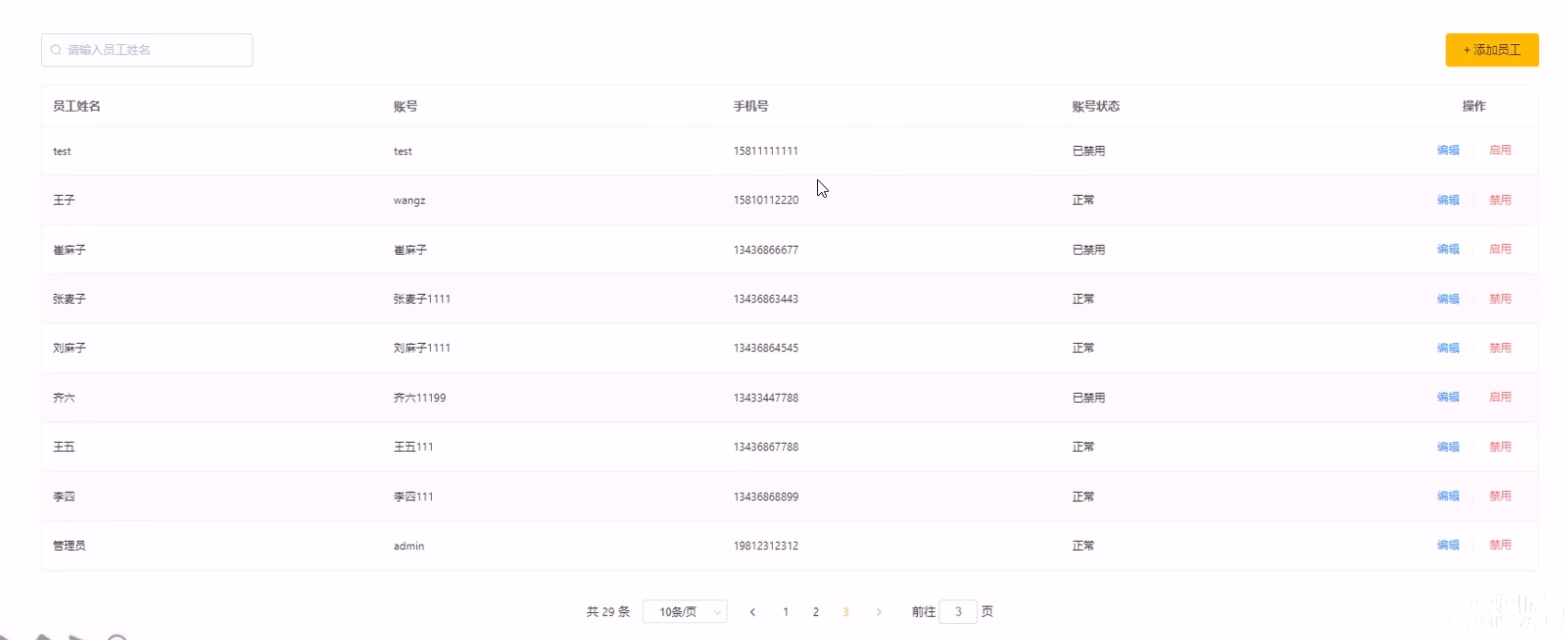 请输入员工姓名
+ 添加员工
员工姓名 账号 手机号 账号状态 操作
test test 15811111111 已禁用 编辑 启用
王子 wangz 15810112220 正常 编辑 禁用
崔麻子 崔麻子 13436866677 已禁用 编辑 启用
张麦子 张麦子1111 13436863443 正常 编辑 禁用
刘麻子 刘麻子1111 13436864545 正常 编辑 禁用
齐六 齐六11199 13433447788 已禁用 编辑 启用
王五 王五111 13436867788 正常 编辑 禁用
李四 李四111 13436868899 正常 编辑 禁用
管理员 admin 19812312312 正常 编辑 禁用
共 29 条 10条/页 1 2 3 前往 3 页